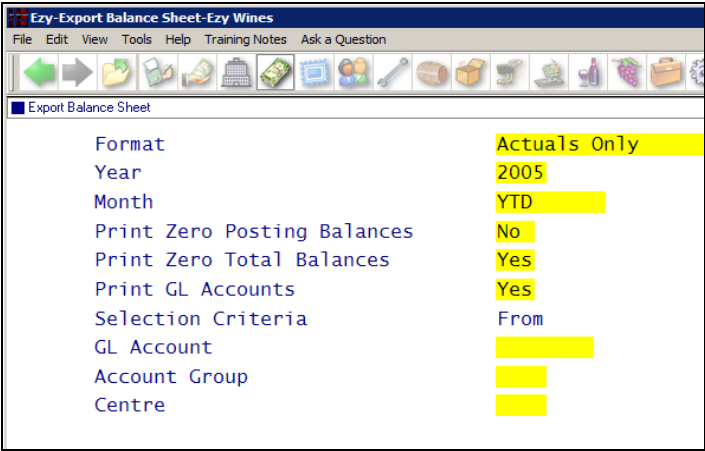 Ezy-Export Balance Sheet-Ezy Wines
File Edit View Tools Help Training Notes Ask a Question
Export Balance Sheet
Format Actuals Only
Year 2005
Month YTD
Print Zero Posting Balances No
Print Zero Total Balances Yes
Print GL Accounts Yes
Selection Criteria From
GL Account
Account Group
Centre